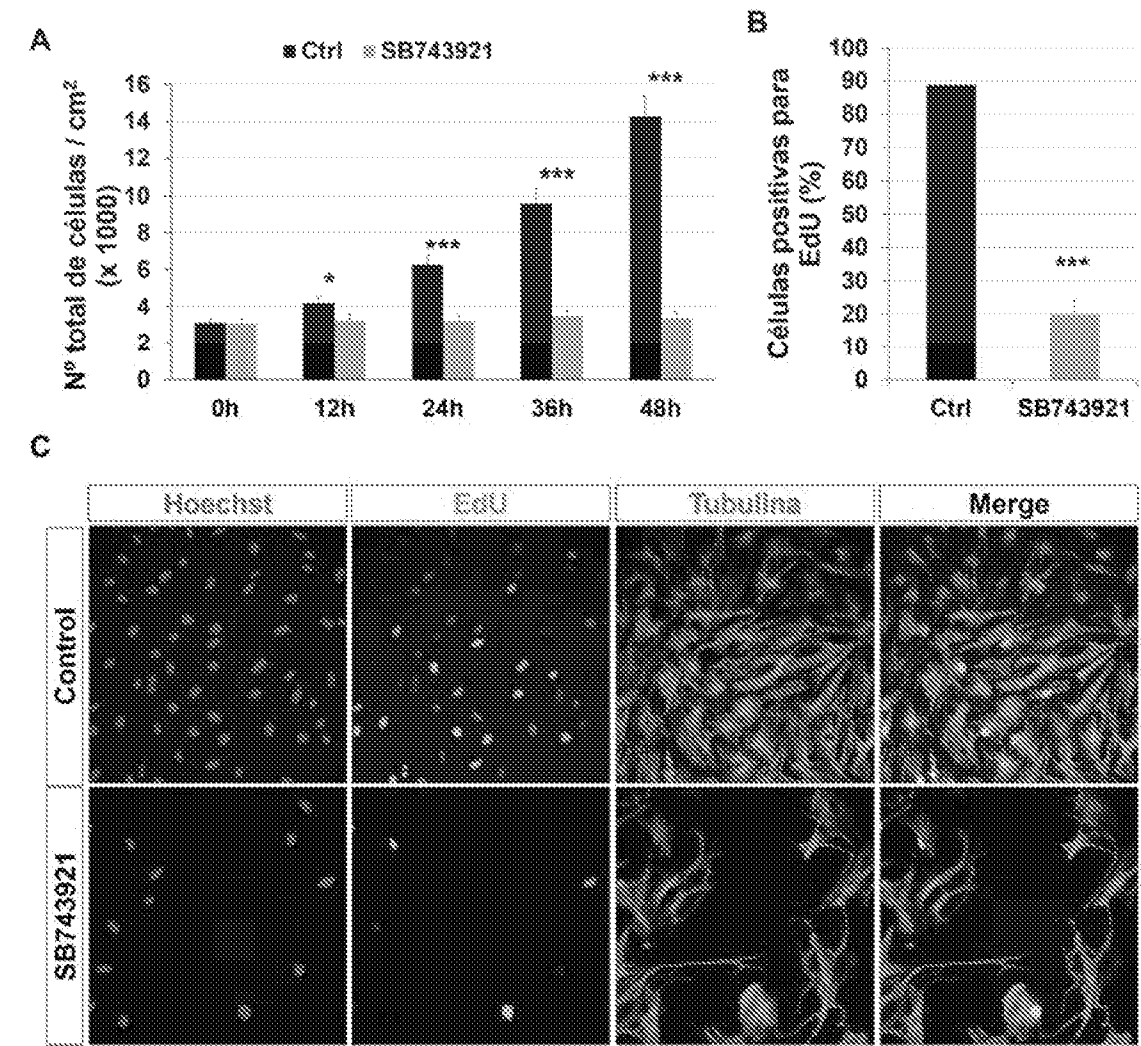 A
Ctrl SB743921
Nº total de células / cm²
(x 1000)
16
14
12
10
8
6
4
2
0
*
***
***
***
0h 12h 24h 36h 48h
B
Células positivas para
EdU (%)
100
90
80
70
60
50
40
30
20
10
0
***
Ctrl SB743921
C
Hoechst EdU Tubulina Merge
Control
SB743921